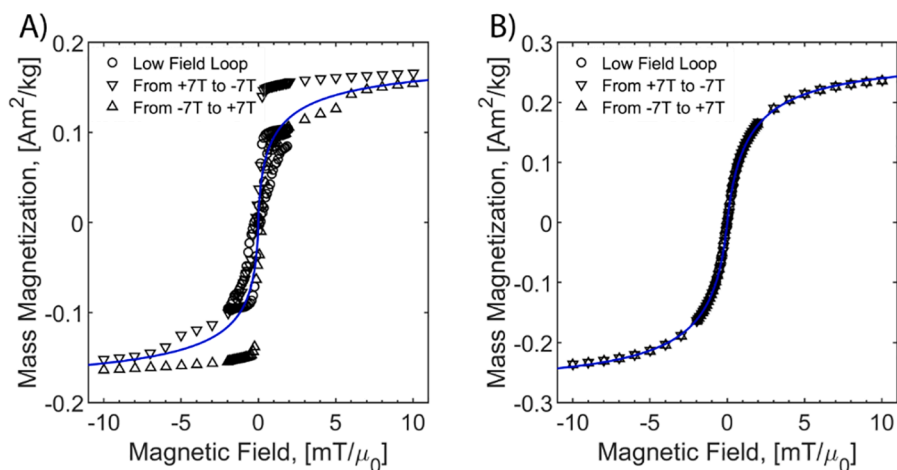 A)
Mass Magnetization, [Am²/kg]
0.2
0.1
0
-0.1
-0.2
Low Field Loop
From +7T to -7T
From -7T to +7T
-10 -5 0 5 10
Magnetic Field, [mT/μ₀]
B)
Mass Magnetization, [Am²/kg]
0.3
0.2
0.1
0
-0.1
-0.2
-0.3
Low Field Loop
From +7T to -7T
From -7T to +7T
-10 -5 0 5 10
Magnetic Field, [mT/μ₀]